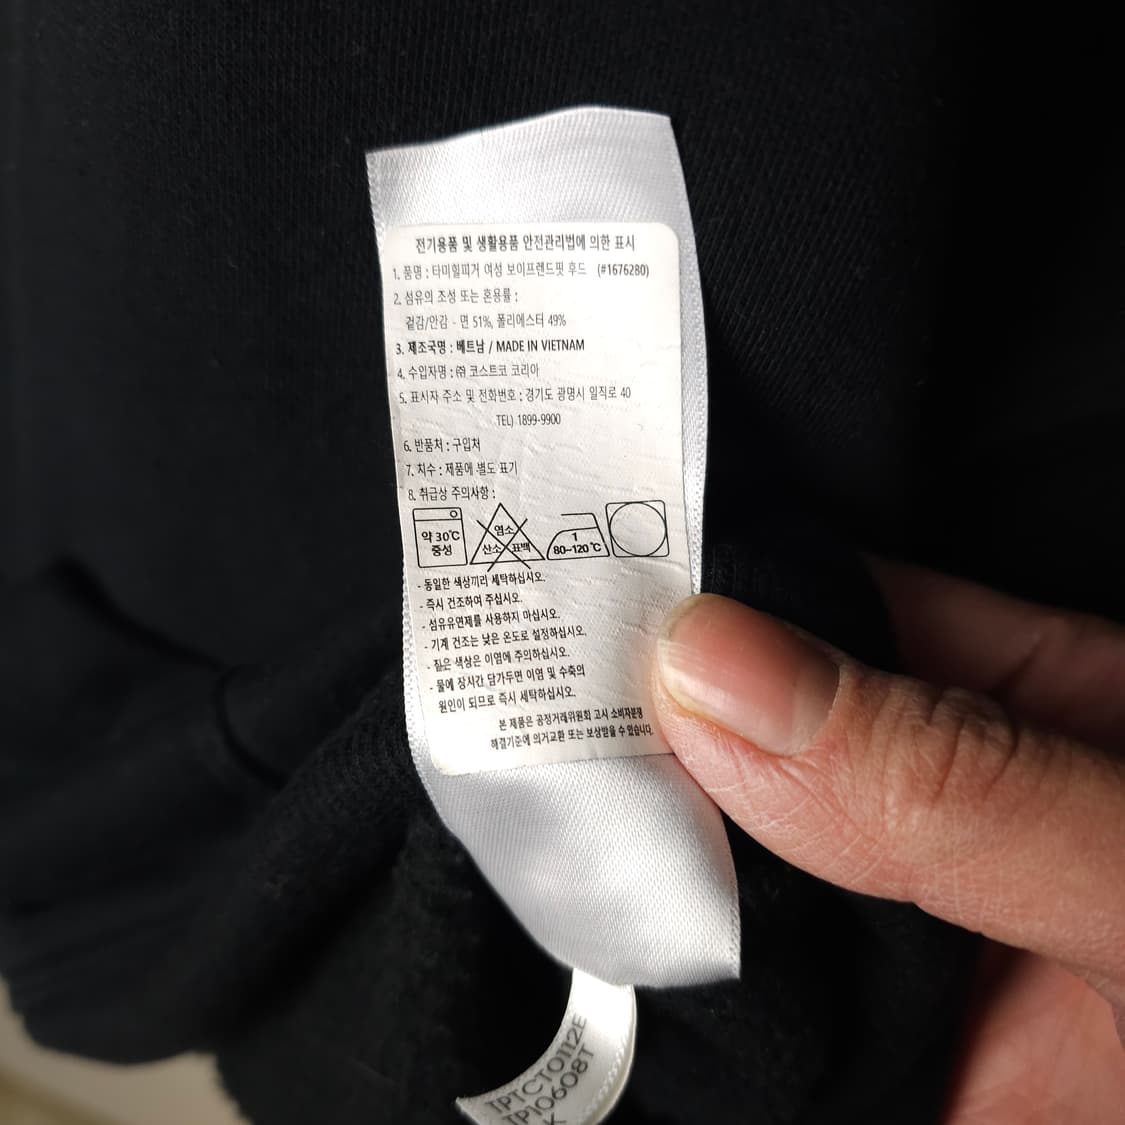 전기용품 및 생활용품 안전관리법에 의한 표시
1. 품명 : 타미힐피거 여성 보이프렌드핏 후드 (#1676280)
2. 섬유의 조성 또는 혼용률 :
겉감/안감 - 면 51%, 폴리에스터 49%
3. 제조국명 : 베트남 / MADE IN VIETNAM
4. 수입자명 : ㈜ 코스트코 코리아
5. 표시자 주소 및 전화번호 : 경기도 광명시 일직로 40
TEL) 1899-9900
6. 반품처 : 구입처
7. 치수 : 제품에 별도 표기
8. 취급상 주의사항 :
약 30℃ 중성
염소 산소 표백
1 80~120℃
- 동일한 색상끼리 세탁하십시오.
- 즉시 건조하여 주십시오.
- 섬유유연제를 사용하지 마십시오.
- 기계 건조는 낮은 온도로 설정하십시오.
- 짙은 색상은 이염에 주의하십시오.
- 물에 장시간 담가두면 이염 및 수축의
원인이 되므로 즉시 세탁하십시오.
본 제품은 공정거래위원회 고시 소비자분쟁
해결기준에 의거교환 또는 보상받을 수 있습니다.
TPTCT0112E
TP10608T
K